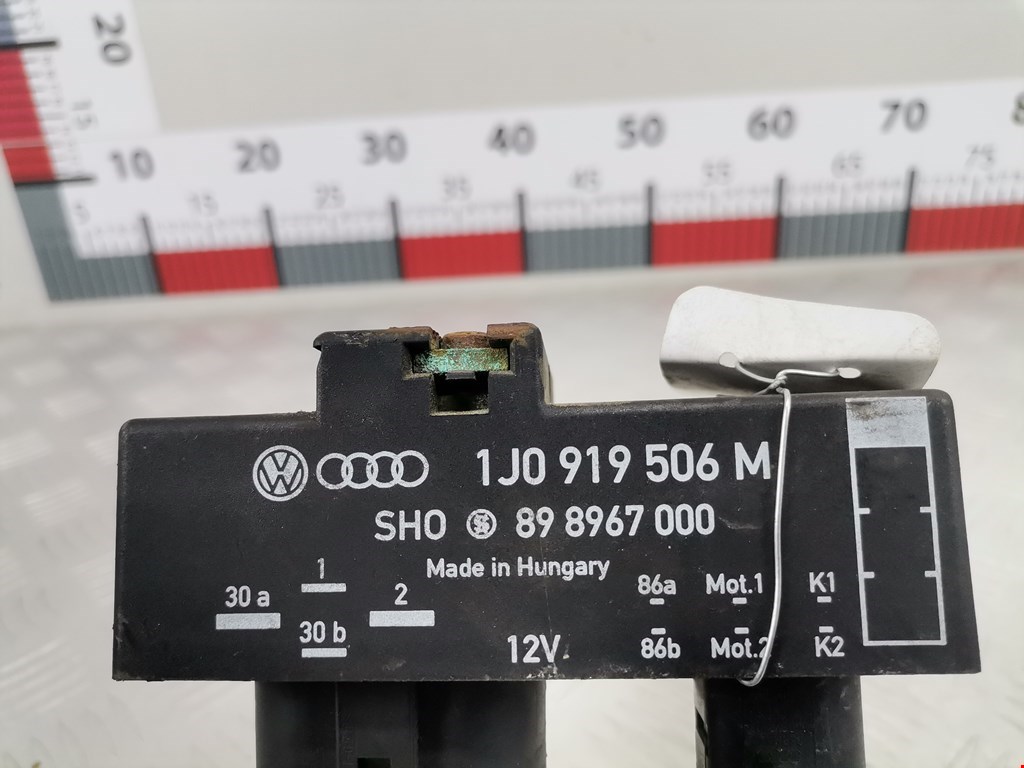 20
15
10 20 30 40 50 60 70 8
5 15 25 35 45 55 65 75
1J0 919 506 M
SHO 89 8967 000
Made in Hungary
30 a 1 2 86a Mot.1 K1
30 b 12V 86b Mot.2 K2